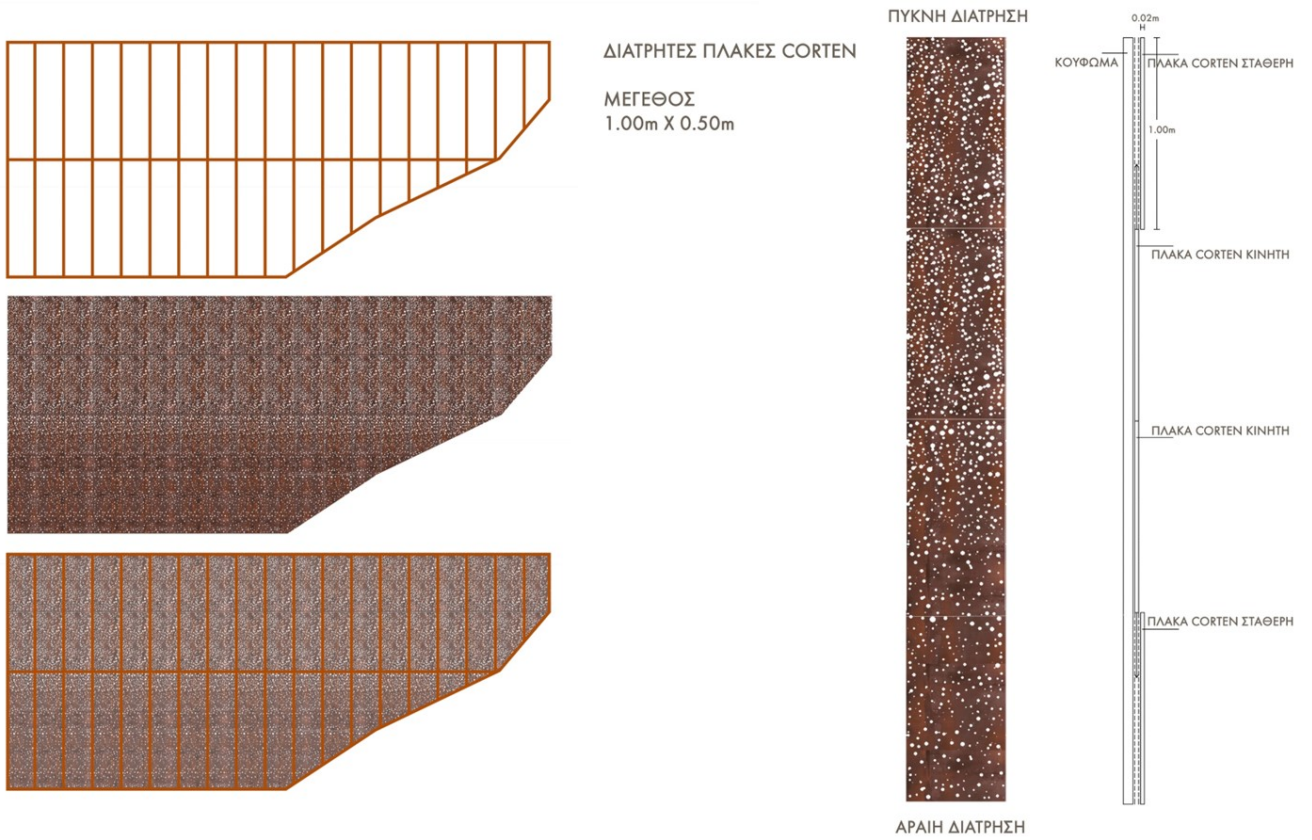 ΔΙΑΤΡΗΤΕΣ ΠΛΑΚΕΣ CORTEN
ΜΕΓΕΘΟΣ
1.00m X 0.50m
ΠΥΚΝΗ ΔΙΑΤΡΗΣΗ
ΑΡΑΙΗ ΔΙΑΤΡΗΣΗ
0.02m
H
ΚΟΥΦΩΜΑ
ΠΛΑΚΑ CORTEN ΣΤΑΘΕΡΗ
1.00m
ΠΛΑΚΑ CORTEN ΚΙΝΗΤΗ
ΠΛΑΚΑ CORTEN ΚΙΝΗΤΗ
ΠΛΑΚΑ CORTEN ΣΤΑΘΕΡΗ